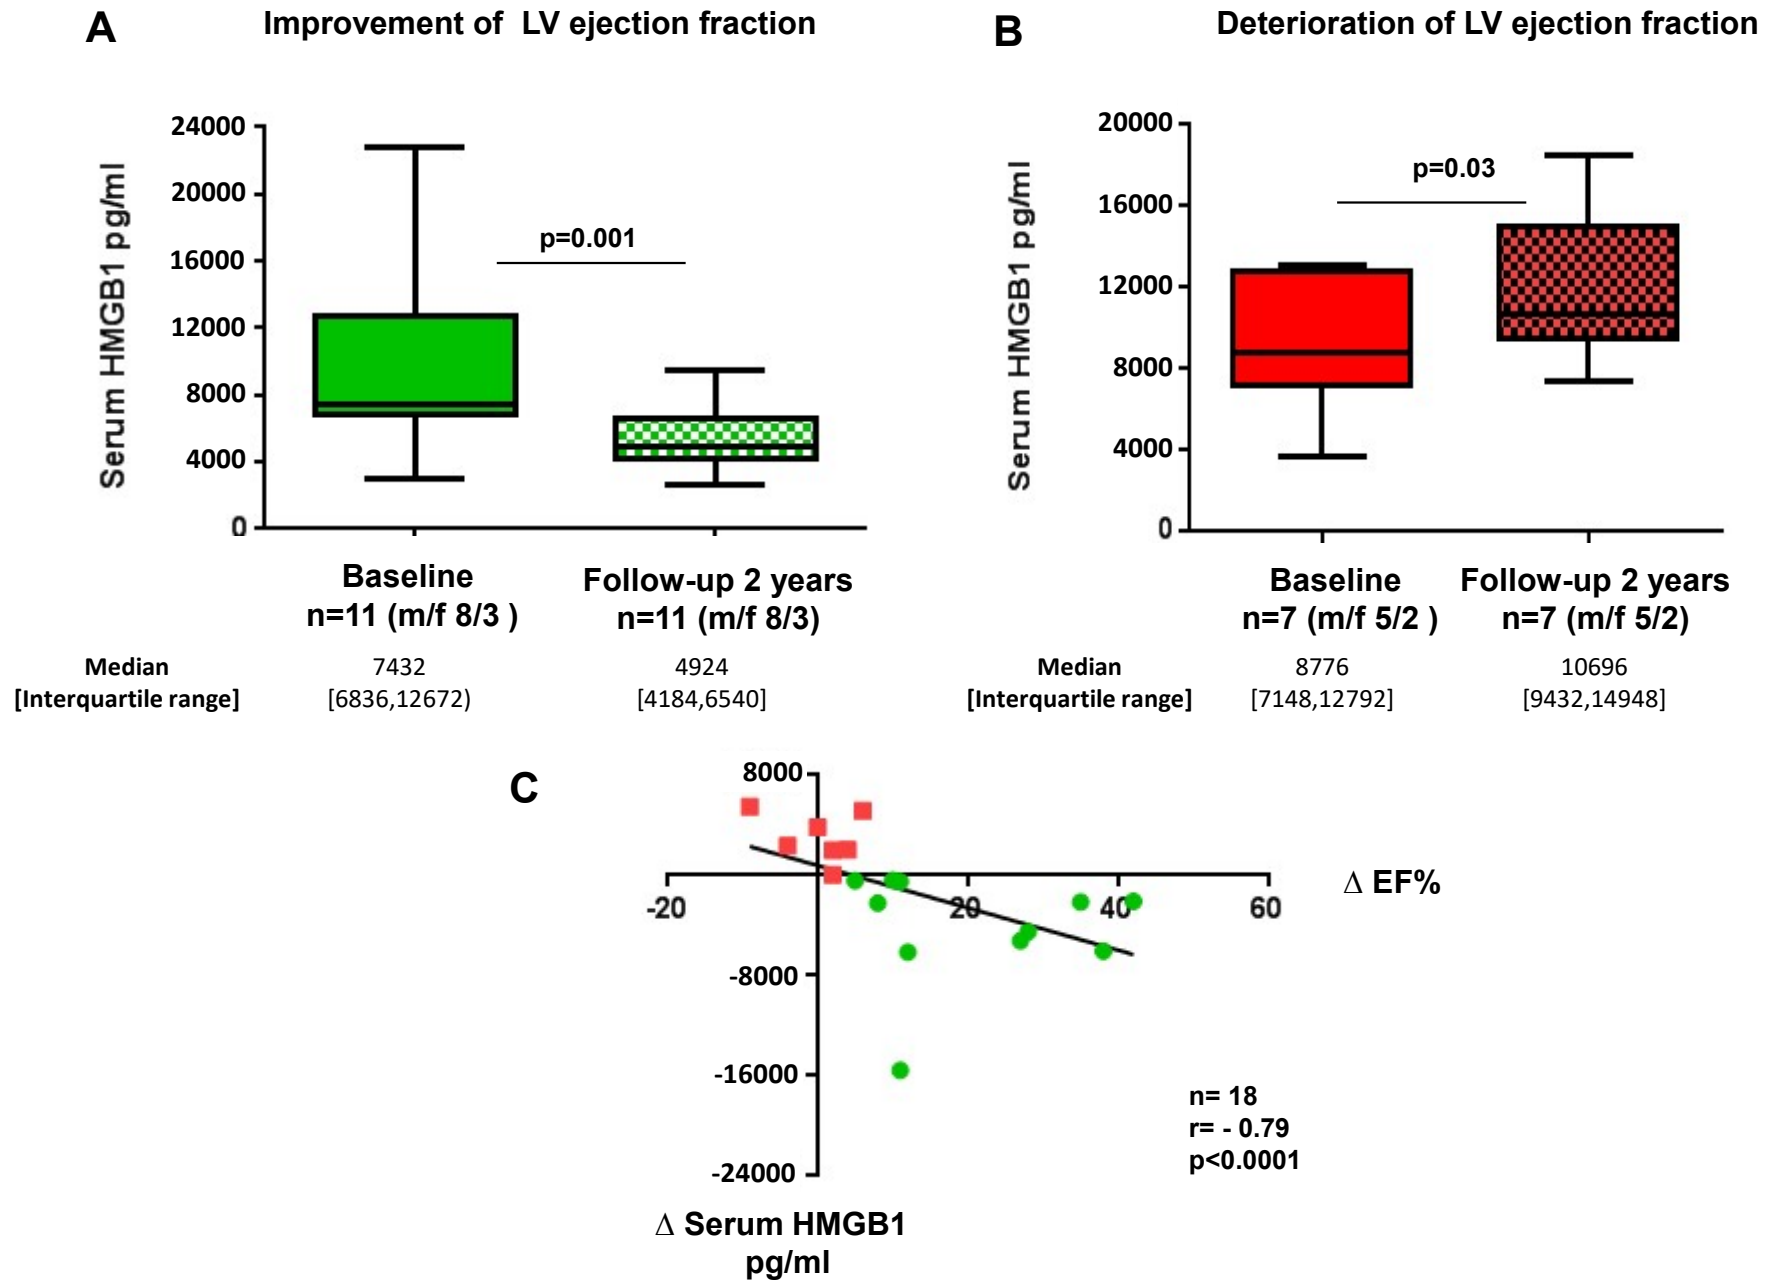 A
Improvement of LV ejection fraction
24000
20000
16000
12000
8000
4000
0
Serum HMGB1 pg/ml
p=0.001
Baseline
n=11 (m/f 8/3 )
Follow-up 2 years
n=11 (m/f 8/3)
Median
7432
4924
[Interquartile range]
[6836,12672)
[4184,6540]
B
Deterioration of LV ejection fraction
20000
16000
12000
8000
4000
0
Serum HMGB1 pg/ml
p=0.03
Baseline
n=7 (m/f 5/2 )
Follow-up 2 years
n=7 (m/f 5/2)
Median
8776
10696
[Interquartile range]
[7148,12792]
[9432,14948]
C
8000
-8000
-16000
-24000
-20
20
40
60
Δ EF%
n= 18
r= - 0.79
p<0.0001
Δ Serum HMGB1
pg/ml